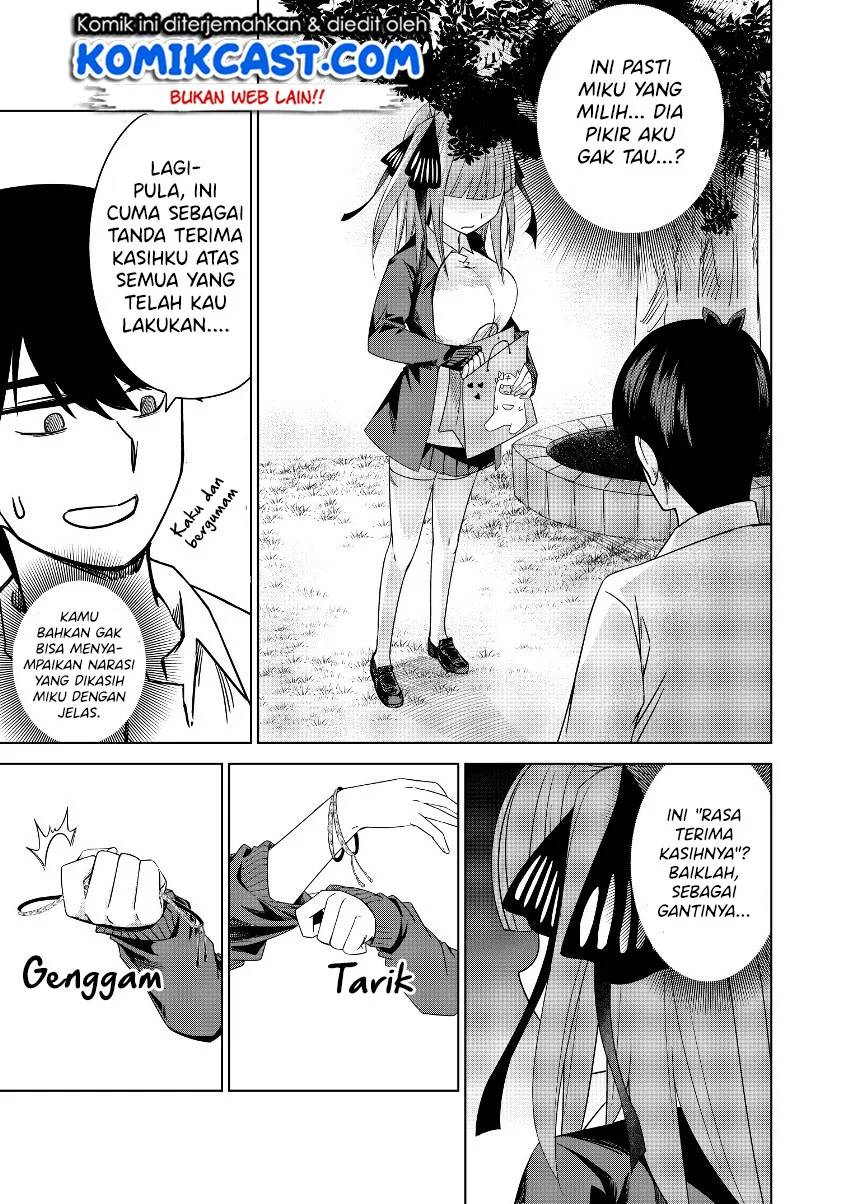 Komik ini diterjemahkan & diedit oleh
KOMIKCAST.COM
BUKAN WEB LAIN!!
INI PASTI
MIKU YANG
MILIH... DIA
PIKIR AKU
GAK TAU...?
LAGI-
PULA, INI
CUMA SEBAGAI
TANDA TERIMA
KASIHKU ATAS
SEMUA YANG
TELAH KAU
LAKUKAN....
Kaku dan
bergumam
KAMU
BAHKAN GAK
BISA MENYA-
MPAIKAN NARASI
YANG DIKASIH
MIKU DENGAN
JELAS.
INI "RASA
TERIMA
KASIHNYA"?
BAIKLAH,
SEBAGAI
GANTINYA...
Tarik
Genggam